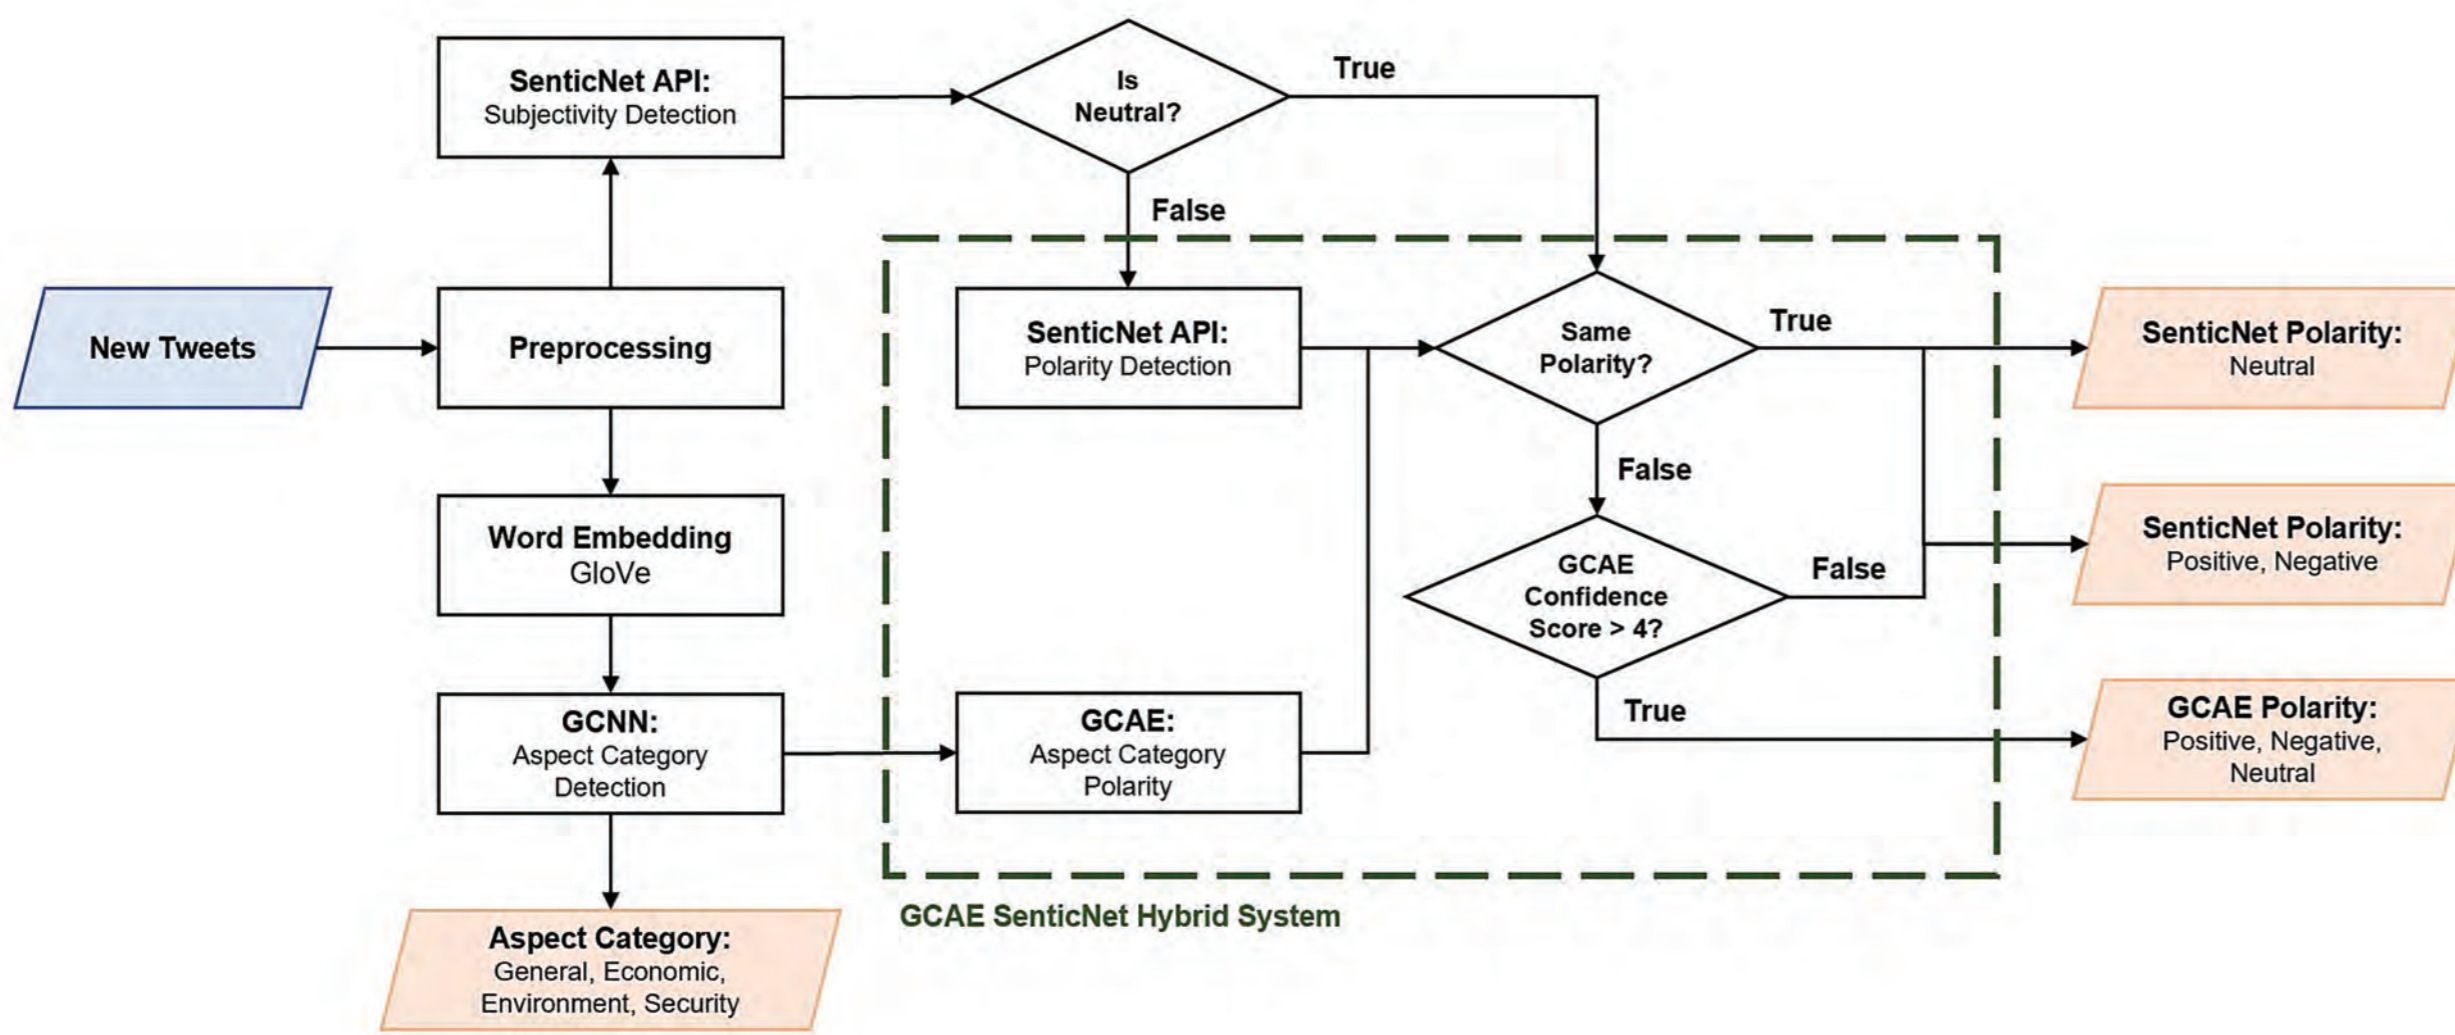 SenticNet API:
Subjectivity Detection
Is
Neutral?
True
False
New Tweets
Preprocessing
SenticNet API:
Polarity Detection
Same
Polarity?
True
SenticNet Polarity:
Neutral
False
Word Embedding
GloVe
GCAE
Confidence
Score > 4?
False
SenticNet Polarity:
Positive, Negative
GCNN:
Aspect Category
Detection
GCAE:
Aspect Category
Polarity
True
GCAE Polarity:
Positive, Negative,
Neutral
GCAE SenticNet Hybrid System
Aspect Category:
General, Economic,
Environment, Security